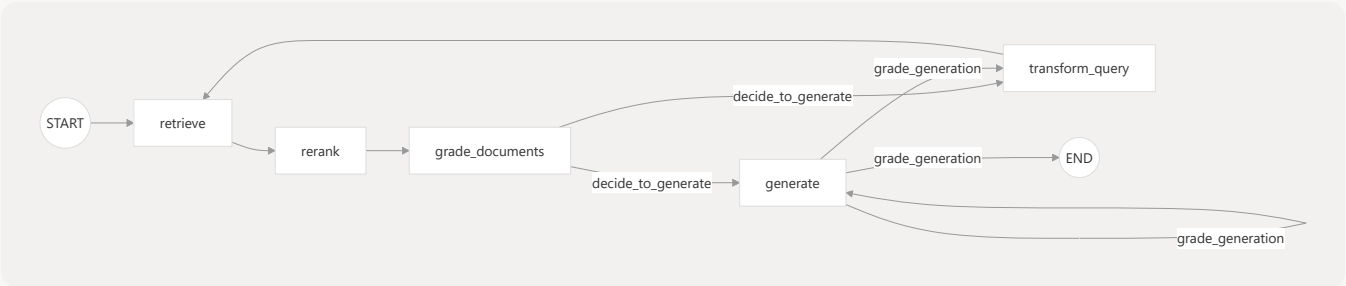 START
retrieve
rerank
grade_documents
decide_to_generate
decide_to_generate
generate
grade_generation
transform_query
grade_generation
END
grade_generation